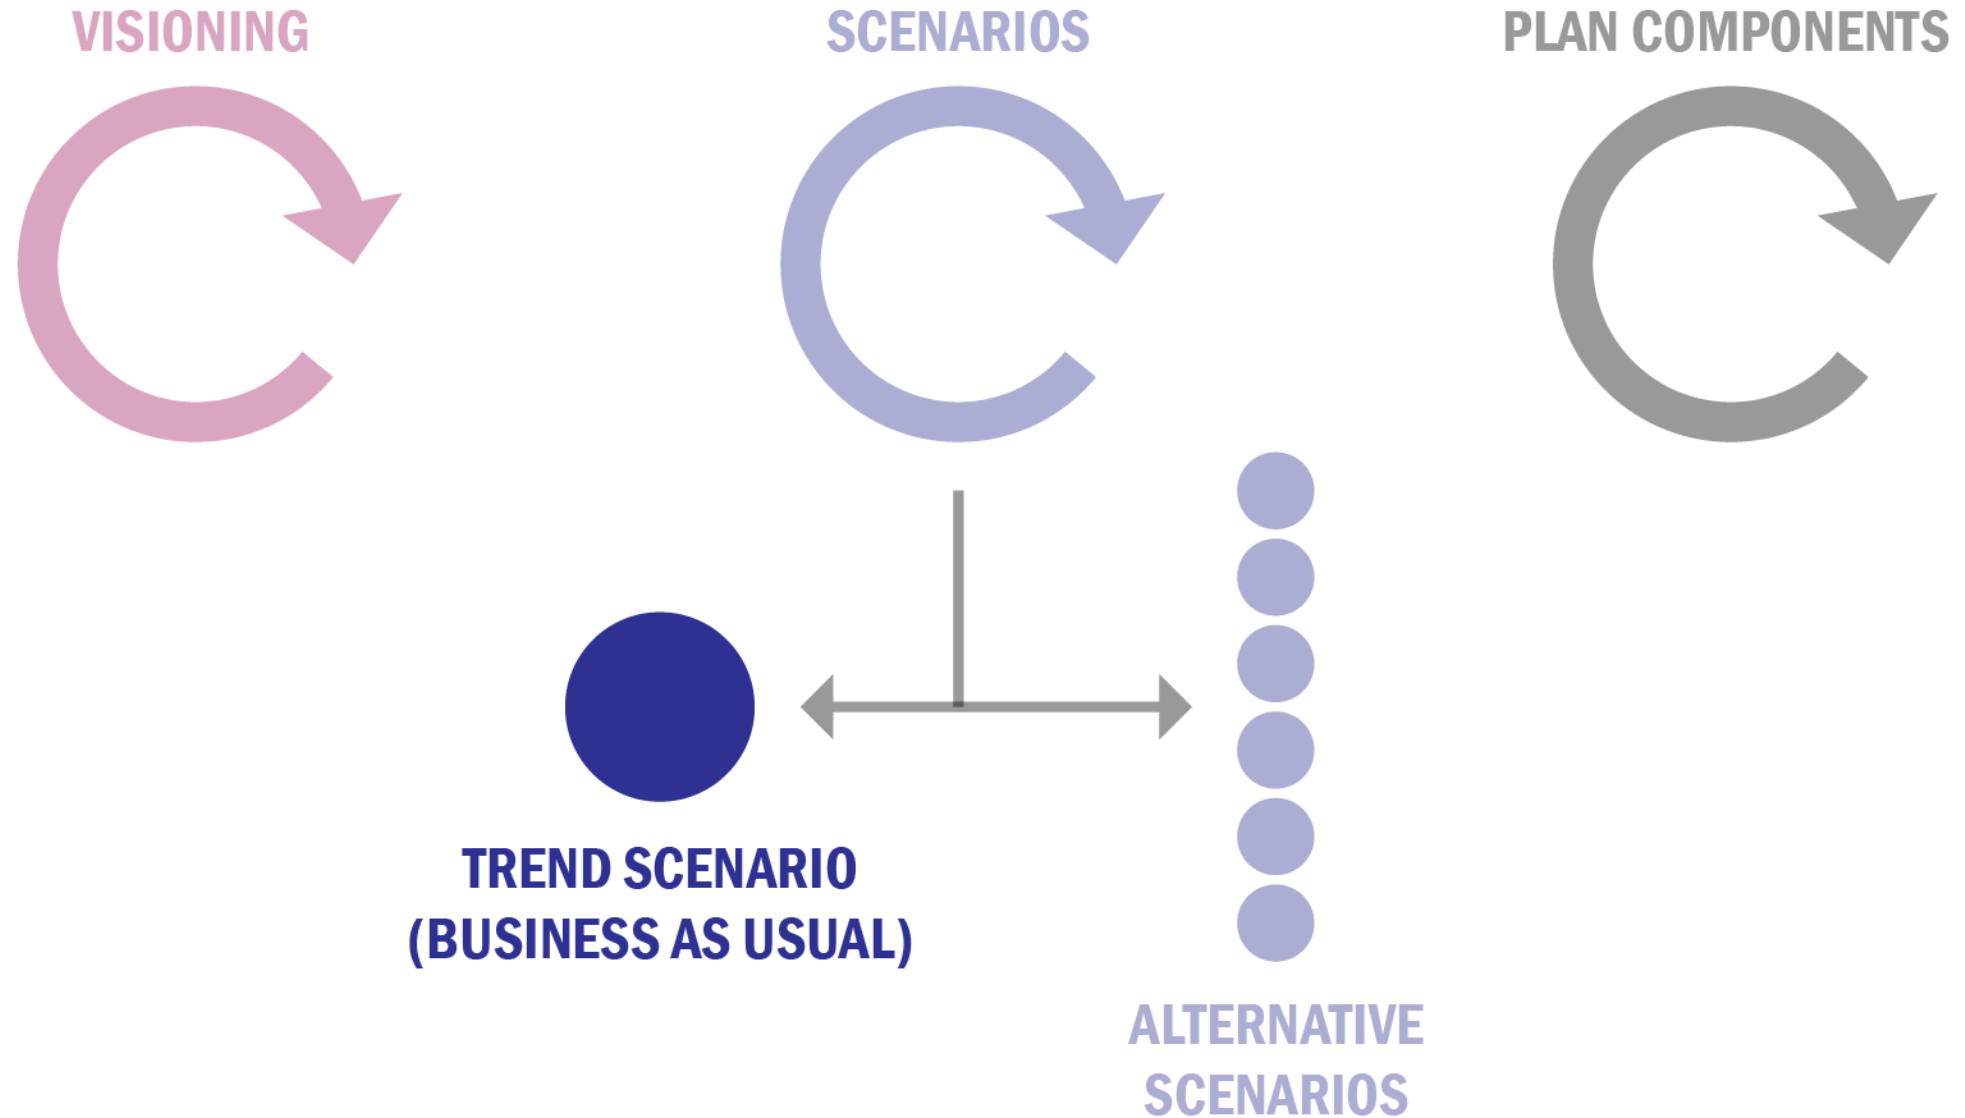 VISIONING
SCENARIOS
PLAN COMPONENTS
TREND SCENARIO
(BUSINESS AS USUAL)
ALTERNATIVE
SCENARIOS